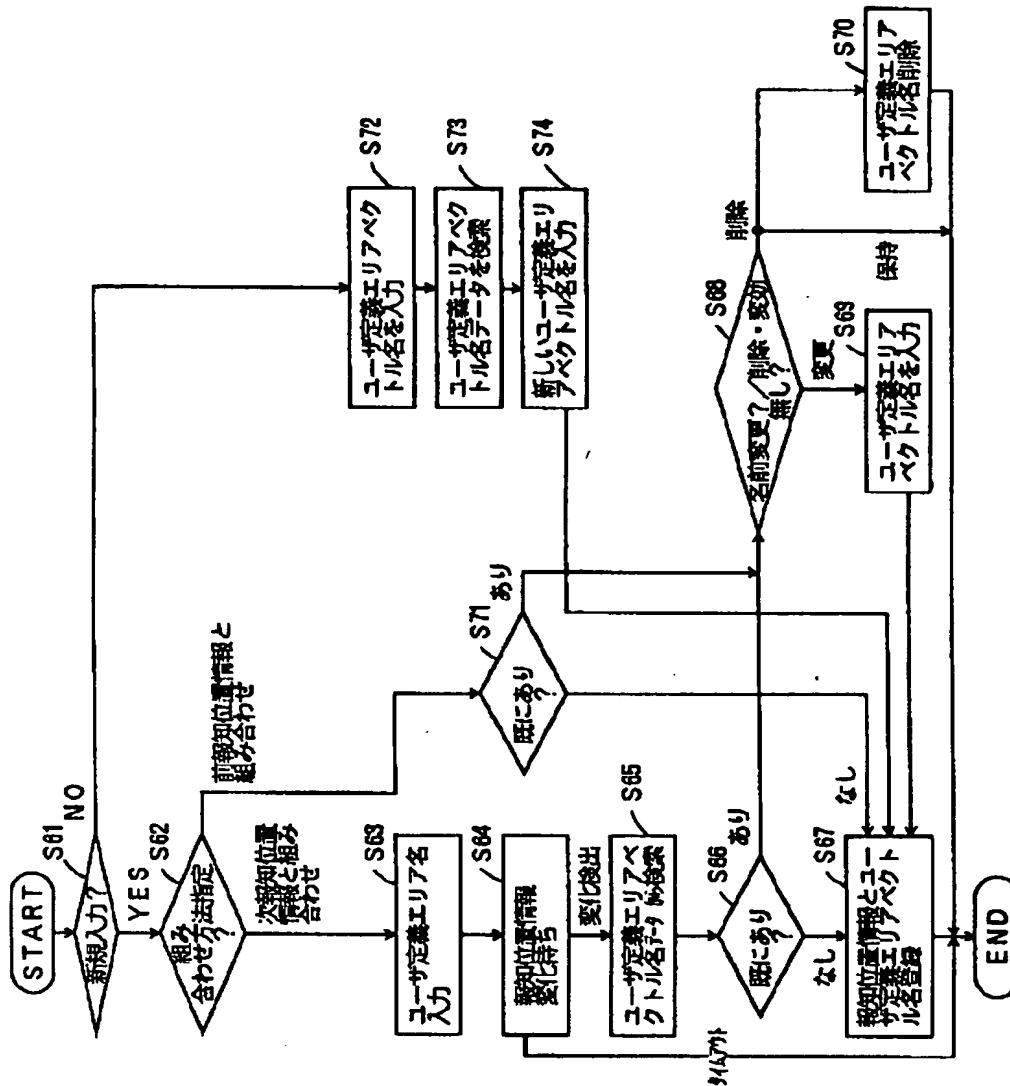 START
S61
新規入力?
NO
YES
S62
組み
合わせ方法指定
?
前報知位置情報と
組み合わせ
次報知位置
情報と組み
合わせ
S63
ユーザ定義エリア名
入力
S64
報知位置情報
変化待ち
変化検出
タイムアウト
S65
ユーザ定義エリアベ
クトル名データから検索
S66
既にあり
?
あり
なし
S67
報知位置情報とユー
ザ定義エリアベクト
ル名登録
END
S71
既にあり
?
あり
なし
S72
ユーザ定義エリアベク
トル名を入力
S73
ユーザ定義エリアベク
トル名データを検索
S74
新しいユーザ定義エリ
アベクトル名を入力
S68
名前変更?/削除・変効
無し?
変更
削除
保持
S69
ユーザ定義エリア
ベクトル名を入力
S70
ユーザ定義エリア
ベクトル名削除